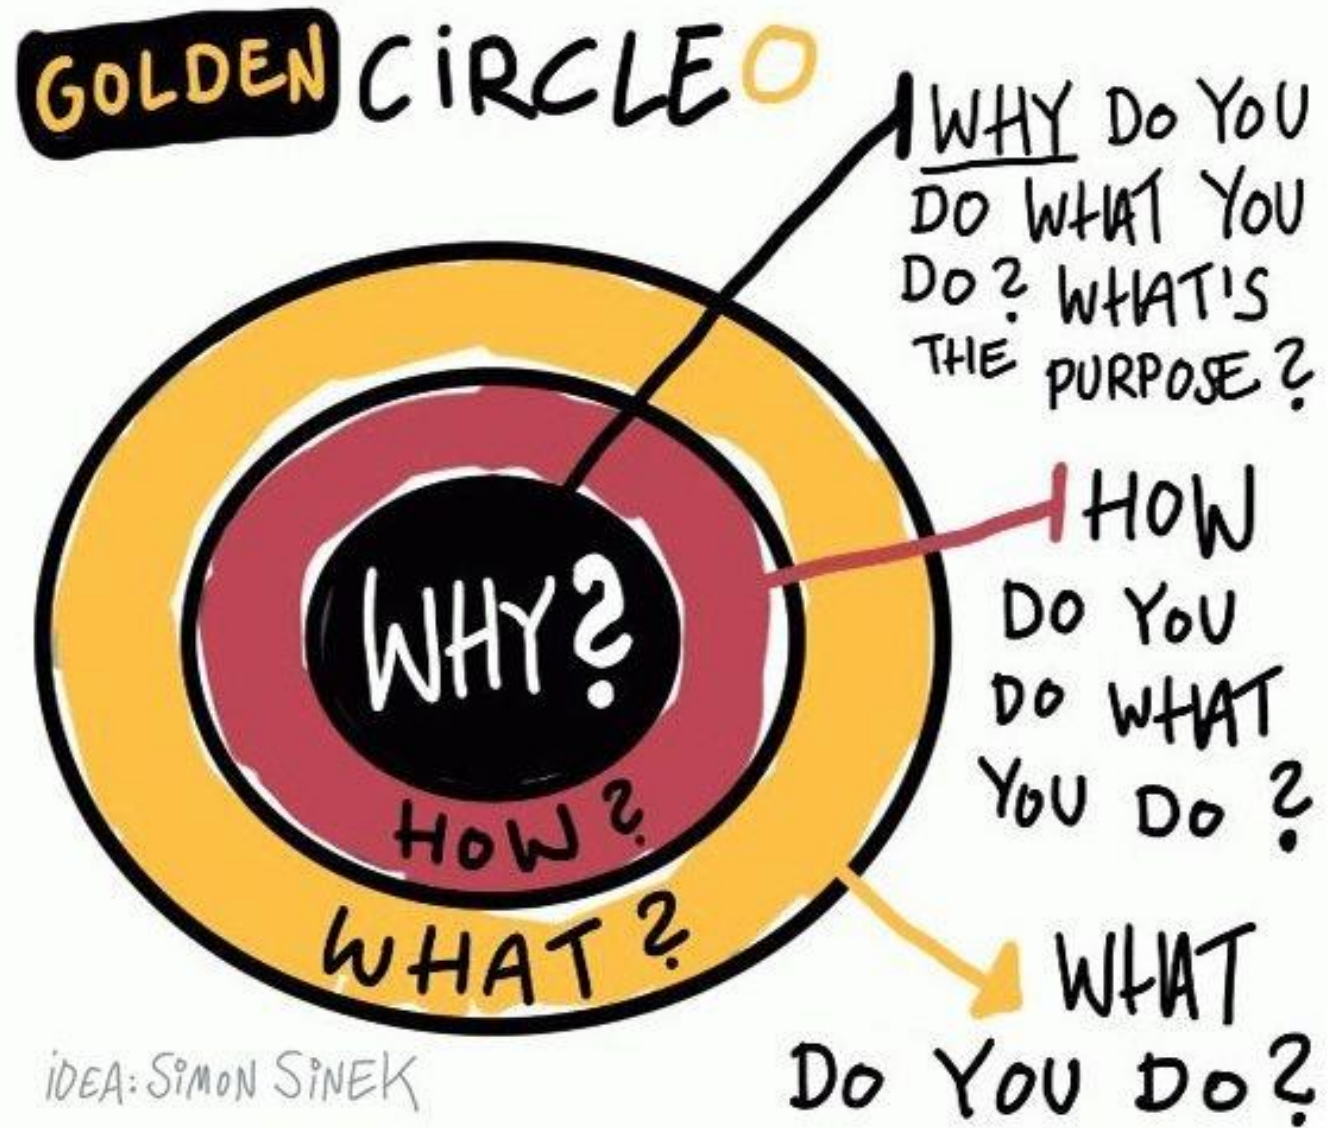 GOLDEN CiRCLE
WHY DO YOU
DO WHAT YOU
DO? WHAT'S
THE PURPOSE?
HOW
DO YOU
DO WHAT
YOU DO?
WHAT
DO YOU DO?
WHY?
HOW?
WHAT?
iDEA: SiMON SiNEK